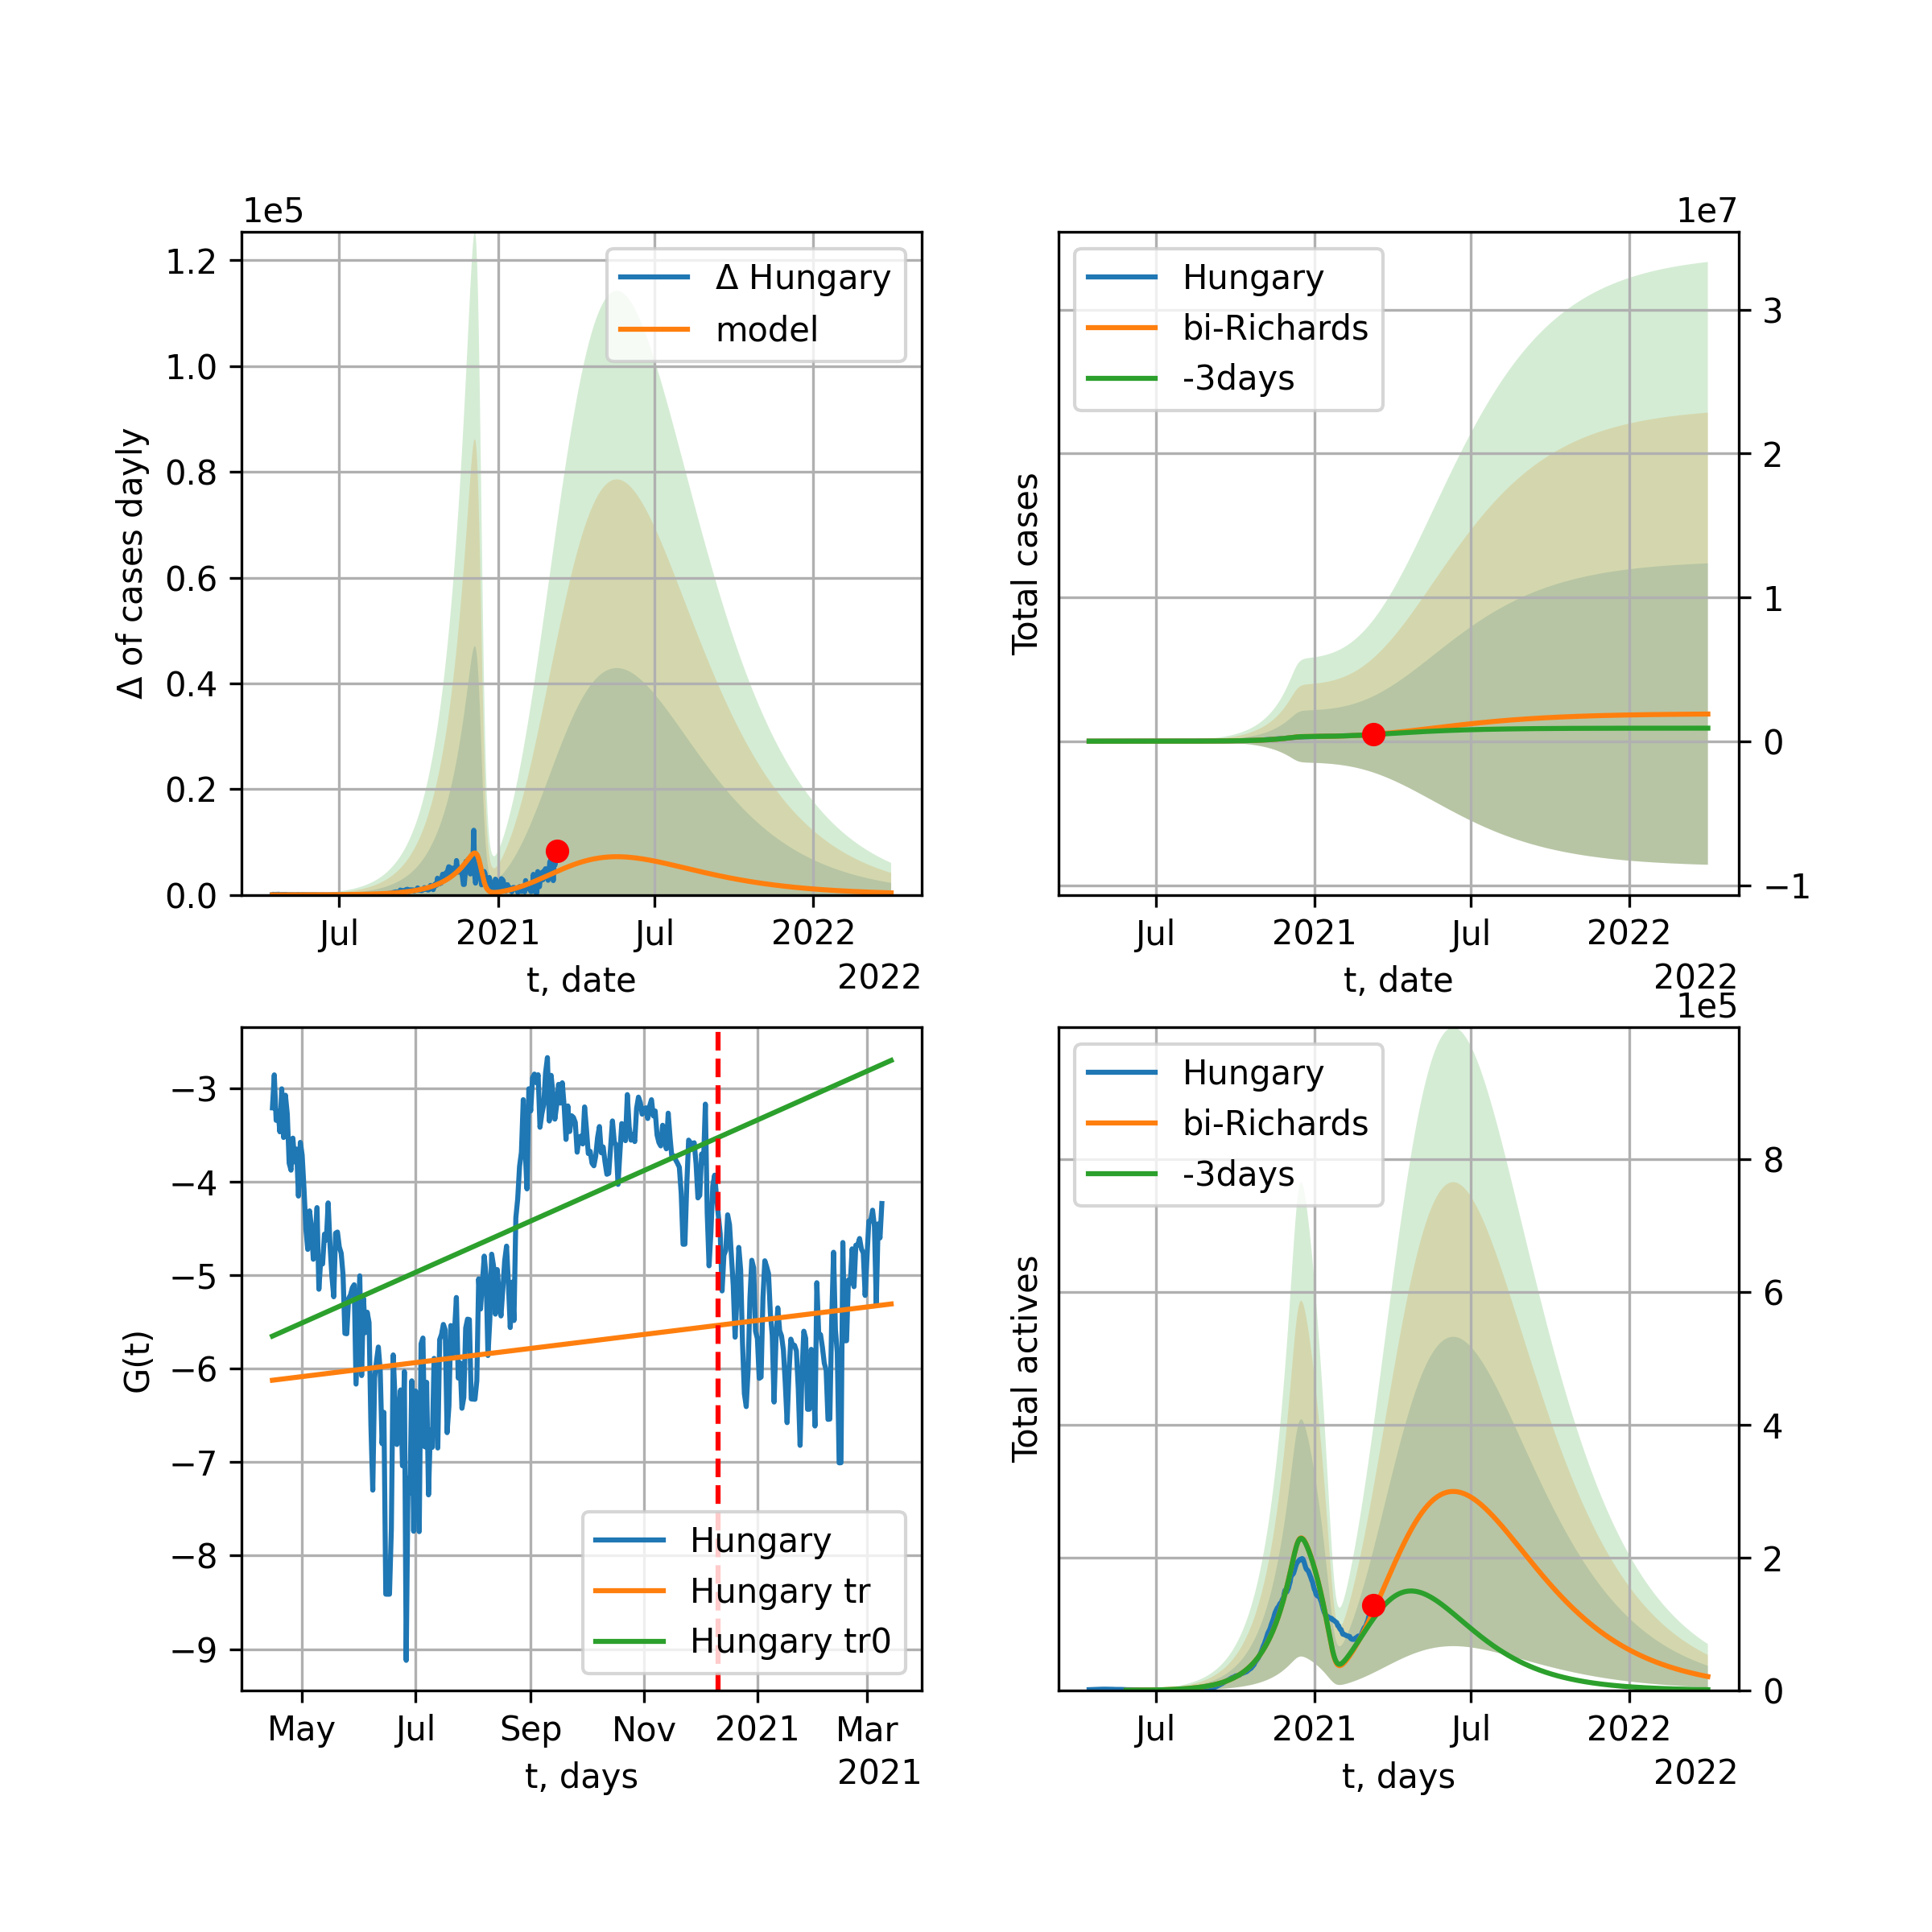 1e5
1.2
1.0
0.8
0.6
0.4
0.2
0.0
Δ of cases dayly
Δ Hungary
model
Jul
2021
Jul
2022
t, date
2022
1e7
3
2
1
0
−1
Total cases
Hungary
bi-Richards
-3days
Jul
2021
Jul
2022
t, date
2022
−3
−4
−5
−6
−7
−8
−9
G(t)
Hungary
Hungary tr
Hungary tr0
May
Jul
Sep
Nov
2021
Mar
t, days
2021
1e5
8
6
4
2
0
Total actives
Hungary
bi-Richards
-3days
Jul
2021
Jul
2022
t, days
2022